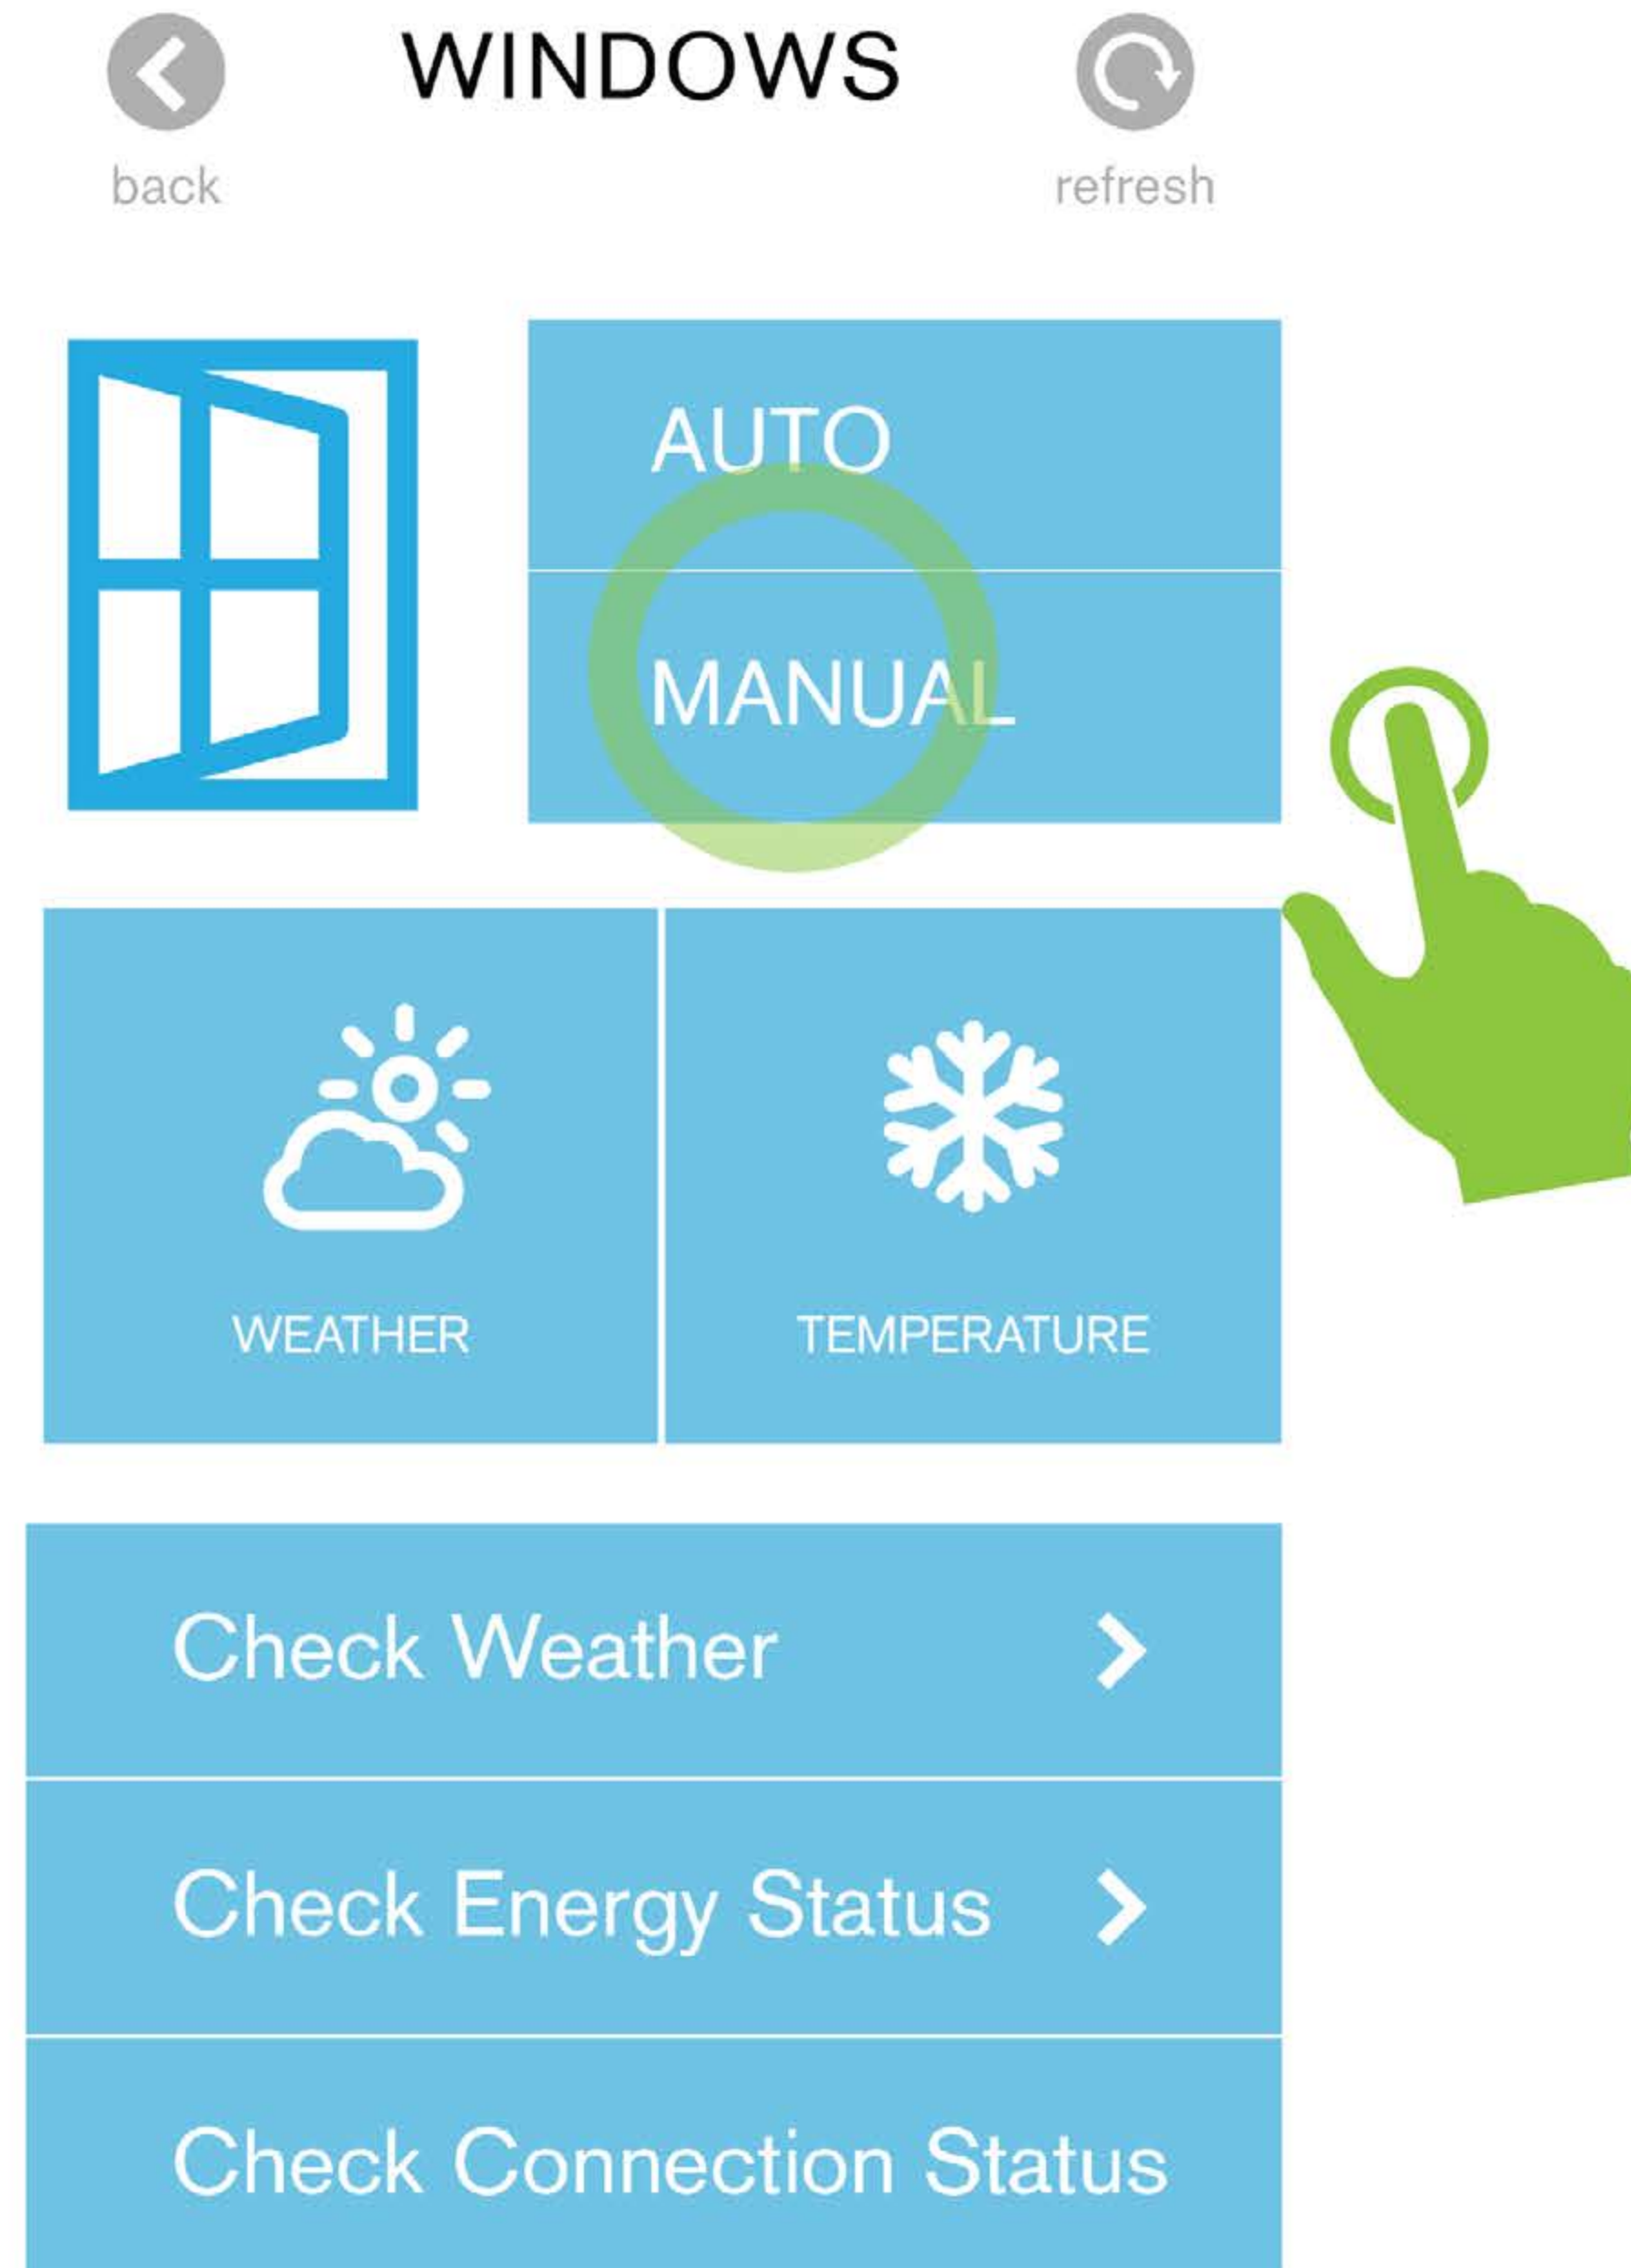 WINDOWS
back
refresh
AUTO
MANUAL
WEATHER
TEMPERATURE
Check Weather
Check Energy Status
Check Connection Status